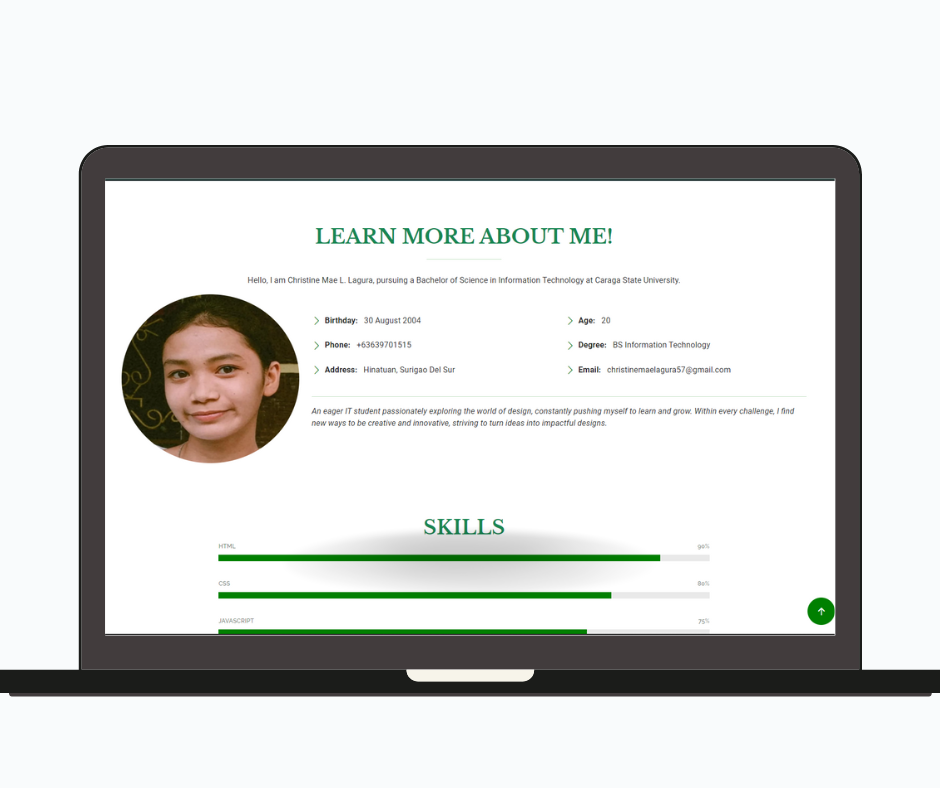 LEARN MORE ABOUT ME!
Hello, I am Christine Mae L. Lagura, pursuing a Bachelor of Science in Information Technology at Caraga State University.
Birthday: 30 August 2004
Age: 20
Phone: +63639701515
Degree: BS Information Technology
Address: Hinatuan, Surigao Del Sur
Email: christinemaelagura57@gmail.com
An eager IT student passionately exploring the world of design, constantly pushing myself to learn and grow. Within every challenge, I find
new ways to be creative and innovative, striving to turn ideas into impactful designs.
SKILLS
HTML 90%
CSS 80%
JAVASCRIPT 75%